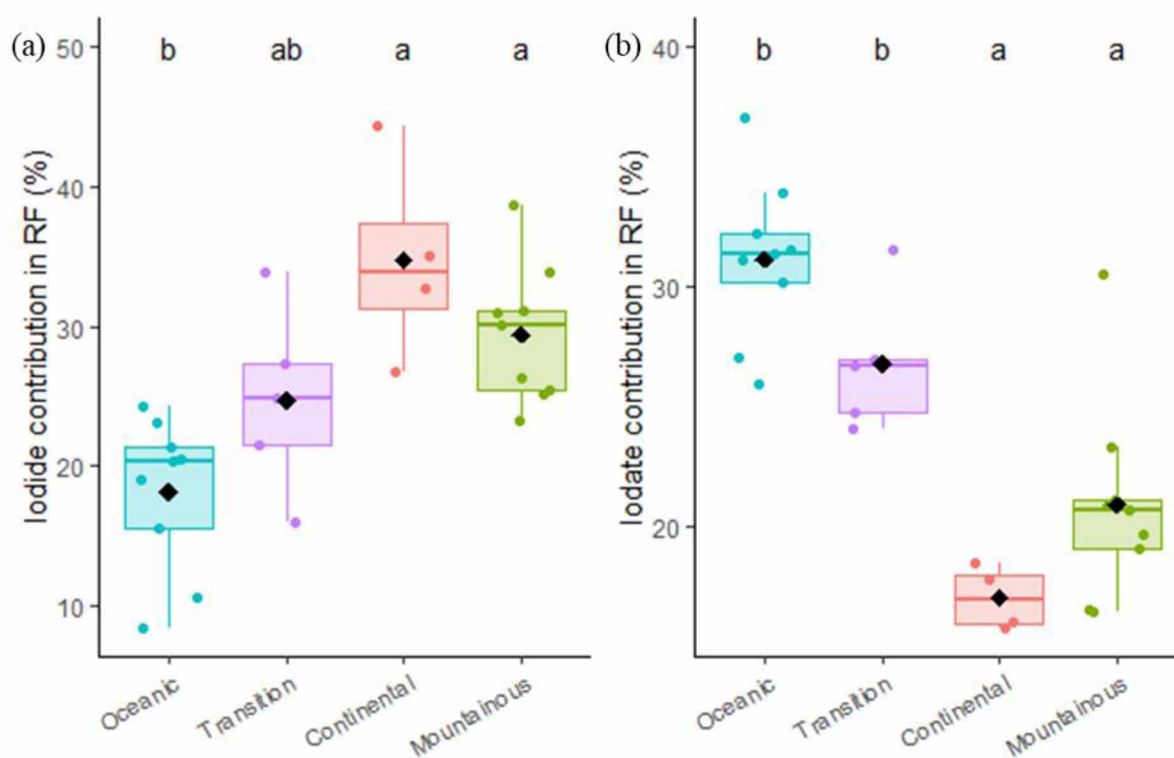 (a)
Iodide contribution in RF (%)
50
40
30
20
10
b ab a a
Oceanic
Transition
Continental
Mountainous
(b)
Iodate contribution in RF (%)
40
30
20
b b a a
Oceanic
Transition
Continental
Mountainous